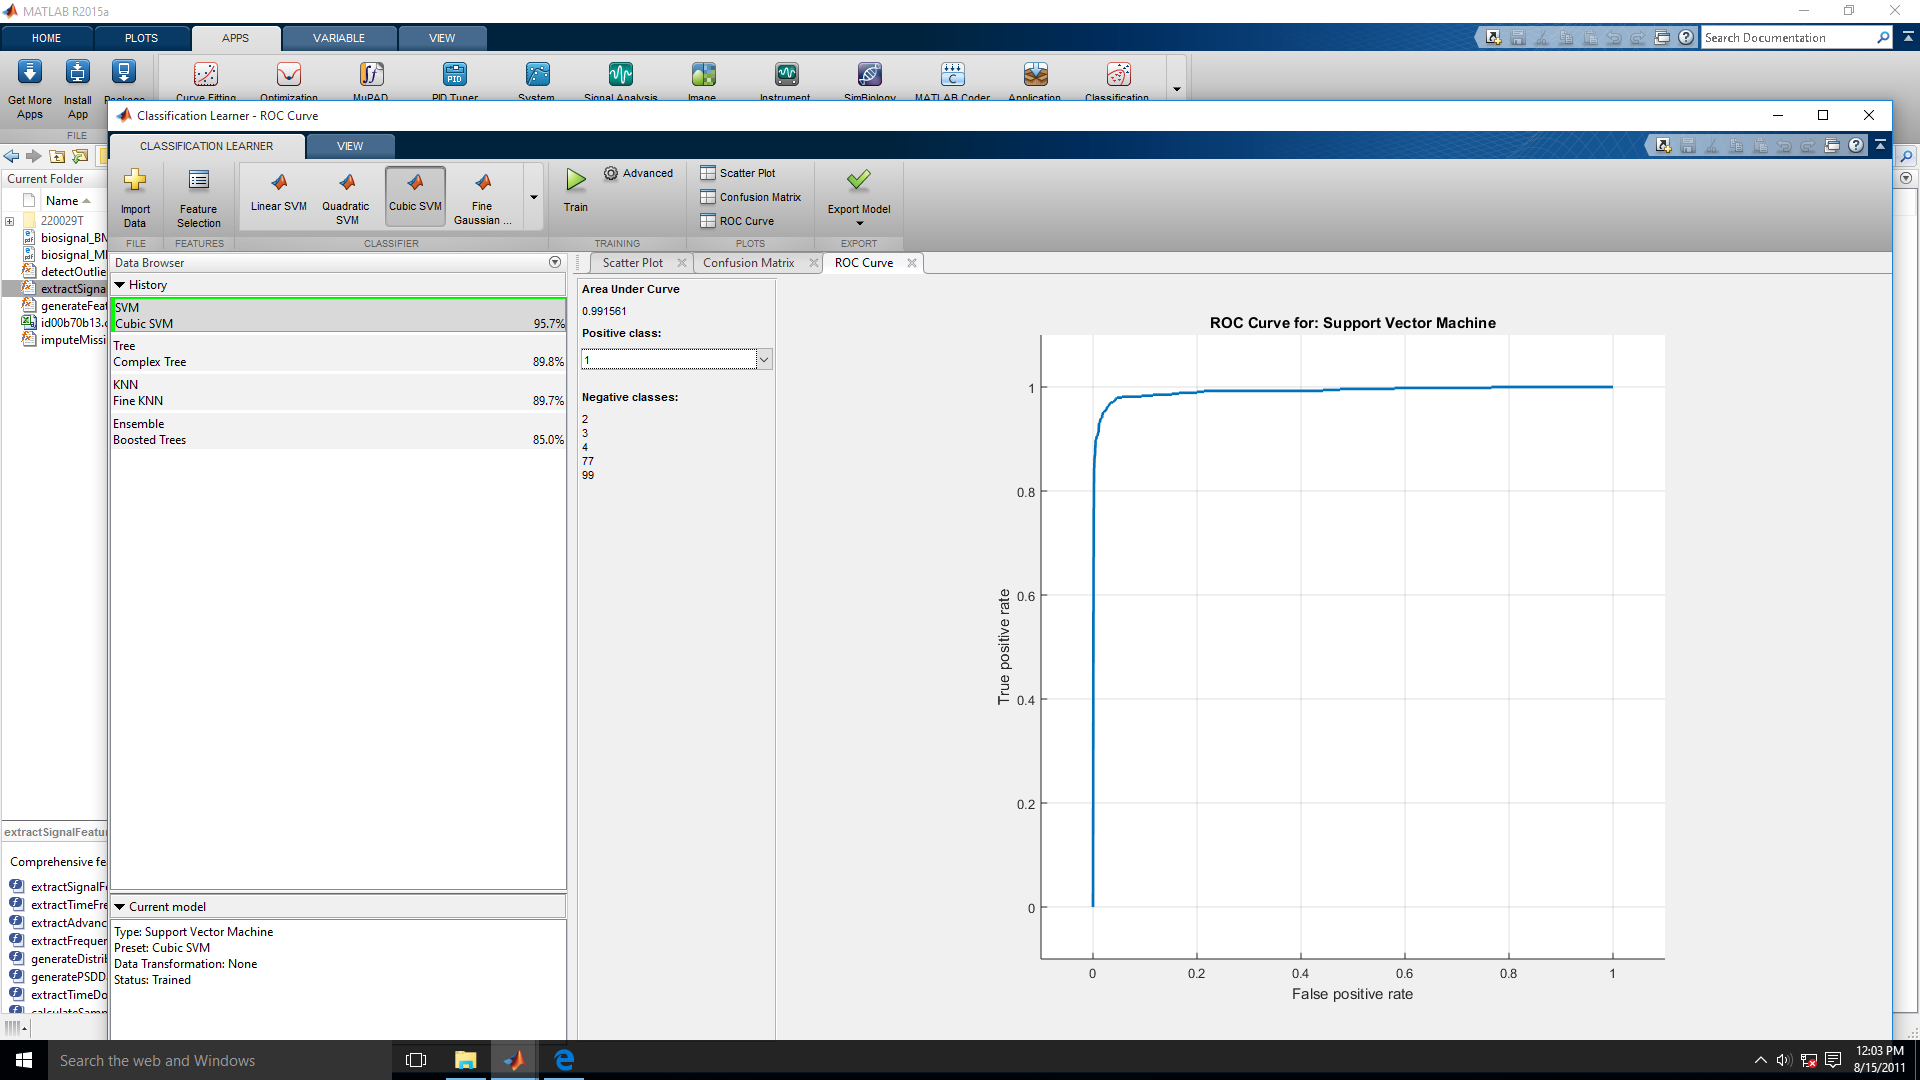 MATLAB R2015a
HOME
PLOTS
APPS
VARIABLE
VIEW
Search Documentation
Get More
Apps
Install
App
Package
Curve Fitting
Optimization
MuPAD
PID Tuner
System
Signal Analysis
Image
Instrument
SimBiology
MATLAB Coder
Application
Classification
FILE
Classification Learner - ROC Curve
CLASSIFICATION LEARNER
VIEW
Import
Data
Feature
Selection
Linear SVM
Quadratic
SVM
Cubic SVM
Fine
Gaussian ...
Train
Advanced
Scatter Plot
Confusion Matrix
ROC Curve
Export Model
FILE
FEATURES
CLASSIFIER
TRAINING
PLOTS
EXPORT
Current Folder
Name
220029T
biosignal_BM
biosignal_MI
detectOutlie
extractSigna
generateFeat
id00b70b13.c
imputeMissi
extractSignalFeatu
Comprehensive fe
extractSignalFe
extractTimeFre
extractAdvanc
extractFrequen
generateDistrib
generatePSDD
extractTimeDo
calculateSamp
Data Browser
History
SVM
Cubic SVM 95.7%
Tree
Complex Tree 89.8%
KNN
Fine KNN 89.7%
Ensemble
Boosted Trees 85.0%
Current model
Type: Support Vector Machine
Preset: Cubic SVM
Data Transformation: None
Status: Trained
Scatter Plot
Confusion Matrix
ROC Curve
Area Under Curve
0.991561
Positive class:
1
Negative classes:
2
3
4
77
99
ROC Curve for: Support Vector Machine
1
0.8
0.6
0.4
0.2
0
True positive rate
0
0.2
0.4
0.6
0.8
1
False positive rate
Search the web and Windows
12:03 PM
8/15/2011